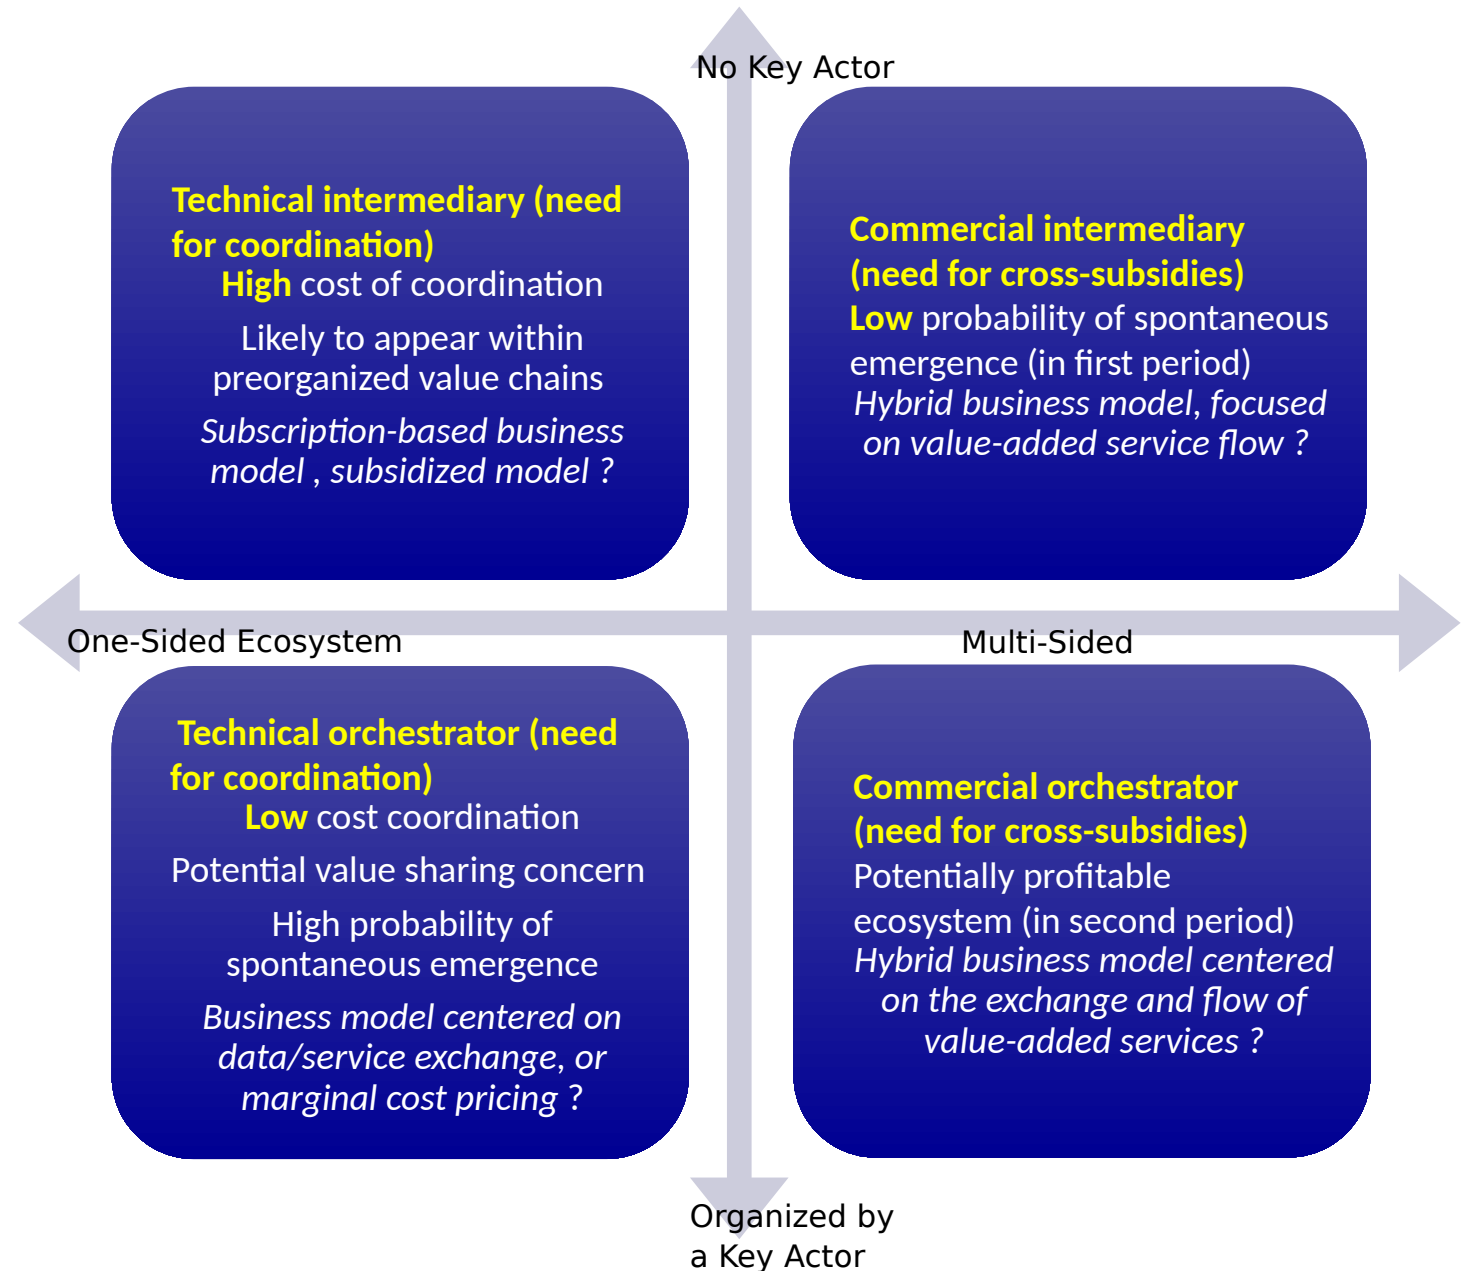 No Key Actor
Technical intermediary (need
for coordination)
High cost of coordination
Likely to appear within
preorganized value chains
Subscription-based business
model , subsidized model ?
Commercial intermediary
(need for cross-subsidies)
Low probability of spontaneous
emergence (in first period)
Hybrid business model, focused
on value-added service flow ?
One-Sided Ecosystem
Multi-Sided
Technical orchestrator (need
for coordination)
Low cost coordination
Potential value sharing concern
High probability of
spontaneous emergence
Business model centered on
data/service exchange, or
marginal cost pricing ?
Commercial orchestrator
(need for cross-subsidies)
Potentially profitable
ecosystem (in second period)
Hybrid business model centered
on the exchange and flow of
value-added services ?
Organized by
a Key Actor